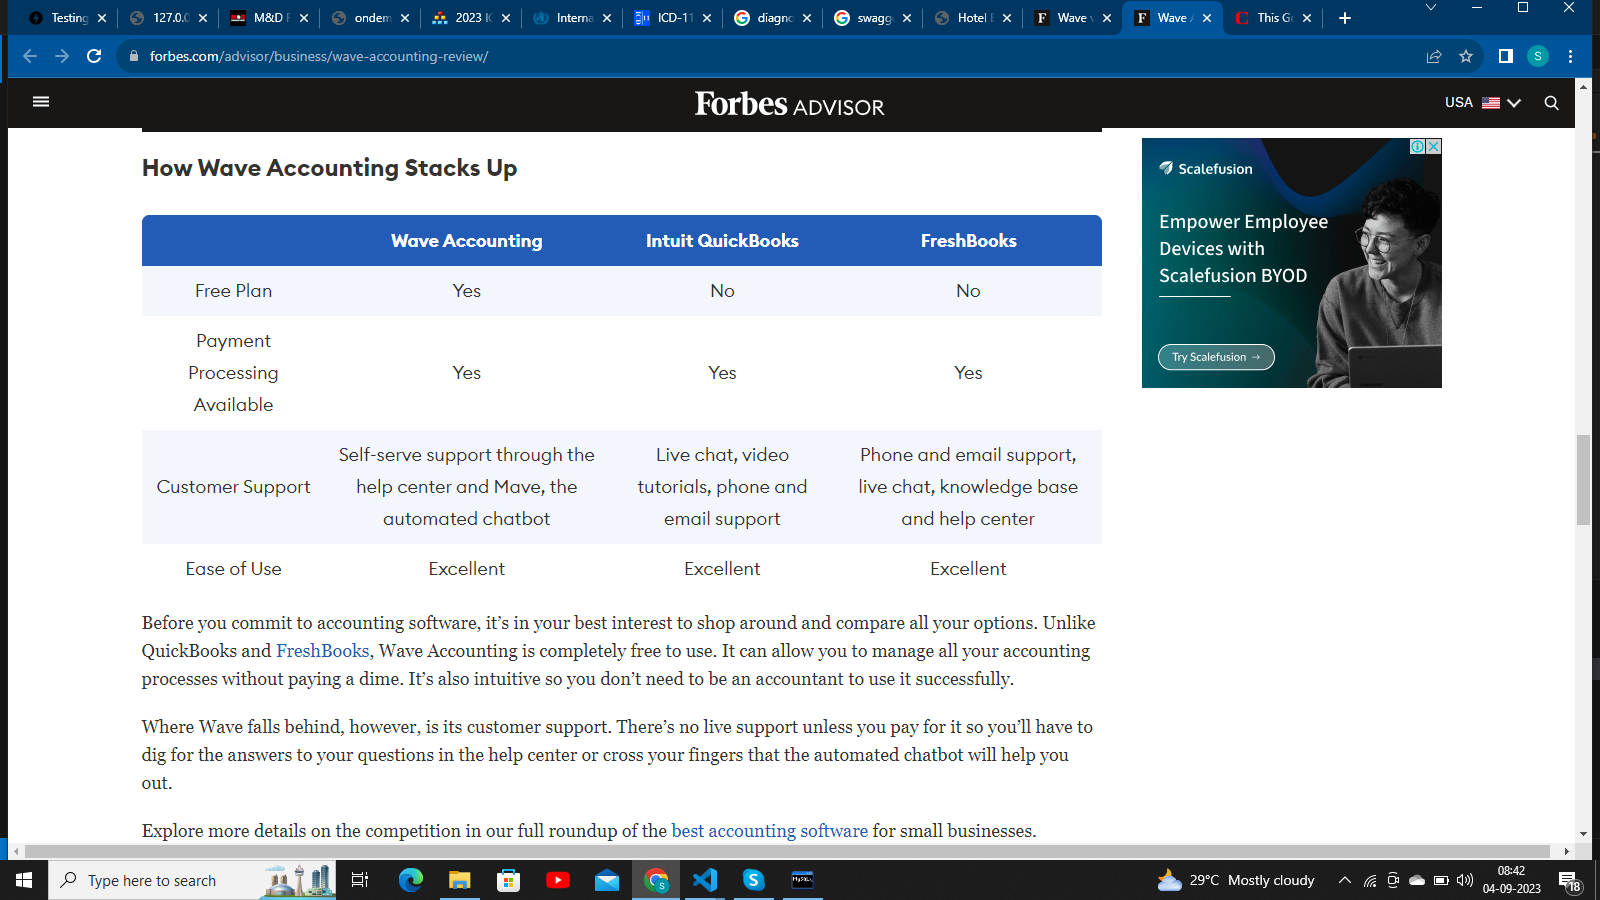 Testing
127.0.0
M&D F
ondem
2023 IC
Interna
ICD-11
diagno
swagg
Hotel E
Wave v
Wave A
This Ge
forbes.com/advisor/business/wave-accounting-review/
S
Forbes ADVISOR
USA
How Wave Accounting Stacks Up
Wave Accounting Intuit QuickBooks FreshBooks
Free Plan Yes No No
Payment
Processing Yes Yes Yes
Available
Self-serve support through the Live chat, video Phone and email support,
Customer Support help center and Mave, the tutorials, phone and live chat, knowledge base
automated chatbot email support and help center
Ease of Use Excellent Excellent Excellent
Before you commit to accounting software, it’s in your best interest to shop around and compare all your options. Unlike
QuickBooks and FreshBooks, Wave Accounting is completely free to use. It can allow you to manage all your accounting
processes without paying a dime. It’s also intuitive so you don’t need to be an accountant to use it successfully.
Where Wave falls behind, however, is its customer support. There’s no live support unless you pay for it so you’ll have to
dig for the answers to your questions in the help center or cross your fingers that the automated chatbot will help you
out.
Explore more details on the competition in our full roundup of the best accounting software for small businesses.
Scalefusion
Empower Employee
Devices with
Scalefusion BYOD
Try Scalefusion →
Type here to search
29°C Mostly cloudy
08:42
04-09-2023
18